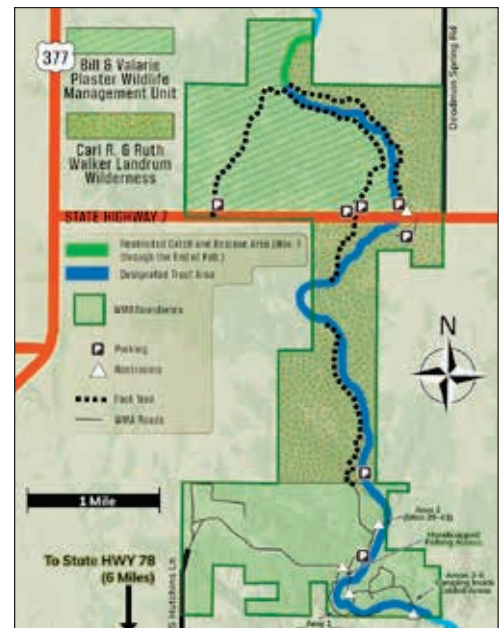 377
Bill & Valarie
Plaster Wildlife
Management Unit
Carl R. & Ruth
Walker Landrum
Wilderness
Deadman Spring Rd
STATE HIGHWAY 7
Restricted Catch and Release Area (Nov. 1
through the End of Feb.)
Designated Trout Area
WMA Boundaries
P Parking
Restrooms
Foot Trail
WMA Roads
N
1 Mile
To State HWY 78
(6 Miles)
S Hutchins Ln
Area 2
Handicapped
Fishing Access
Camping Inside
Area 1